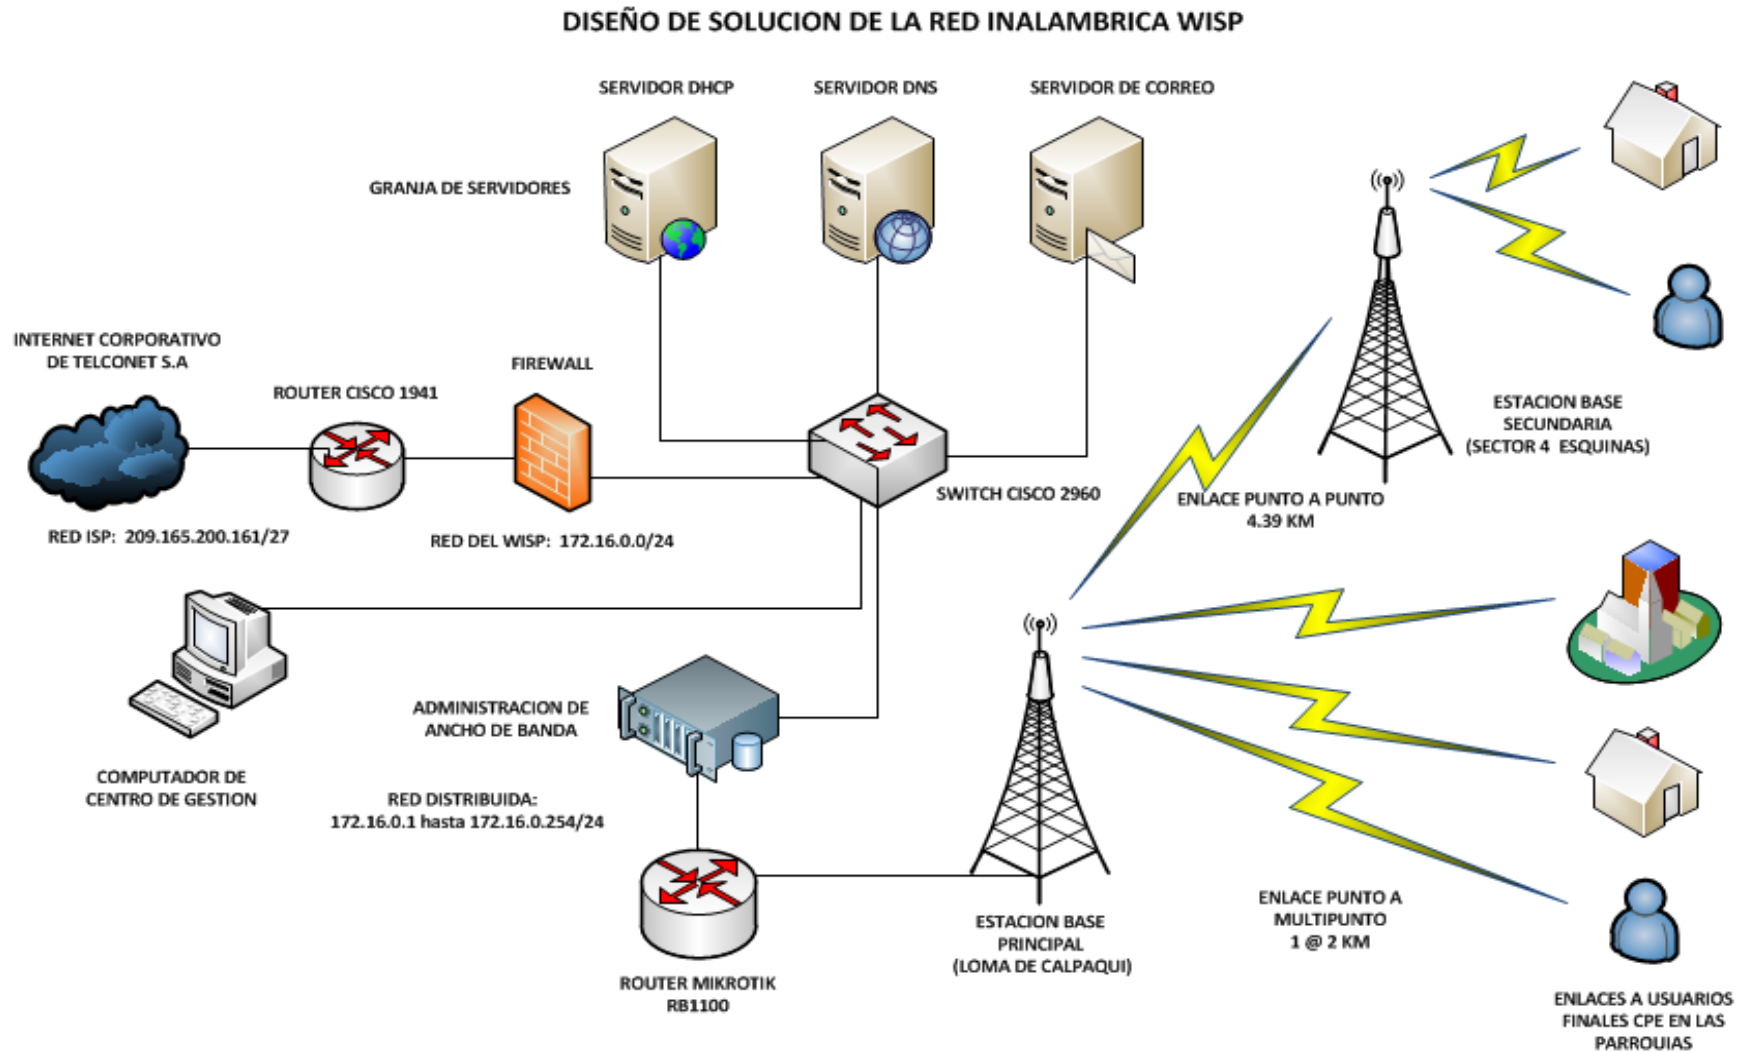 DISEÑO DE SOLUCION DE LA RED INALAMBRICA WISP
SERVIDOR DHCP
SERVIDOR DNS
SERVIDOR DE CORREO
GRANJA DE SERVIDORES
INTERNET CORPORATIVO
DE TELCONET S.A
ROUTER CISCO 1941
FIREWALL
RED ISP: 209.165.200.161/27
RED DEL WISP: 172.16.0.0/24
SWITCH CISCO 2960
ESTACION BASE
SECUNDARIA
(SECTOR 4 ESQUINAS)
ENLACE PUNTO A PUNTO
4.39 KM
COMPUTADOR DE
CENTRO DE GESTION
ADMINISTRACION DE
ANCHO DE BANDA
RED DISTRIBUIDA:
172.16.0.1 hasta 172.16.0.254/24
ROUTER MIKROTIK
RB1100
ESTACION BASE
PRINCIPAL
(LOMA DE CALPAQUI)
ENLACE PUNTO A
MULTIPUNTO
1 @ 2 KM
ENLACES A USUARIOS
FINALES CPE EN LAS
PARROUIAS